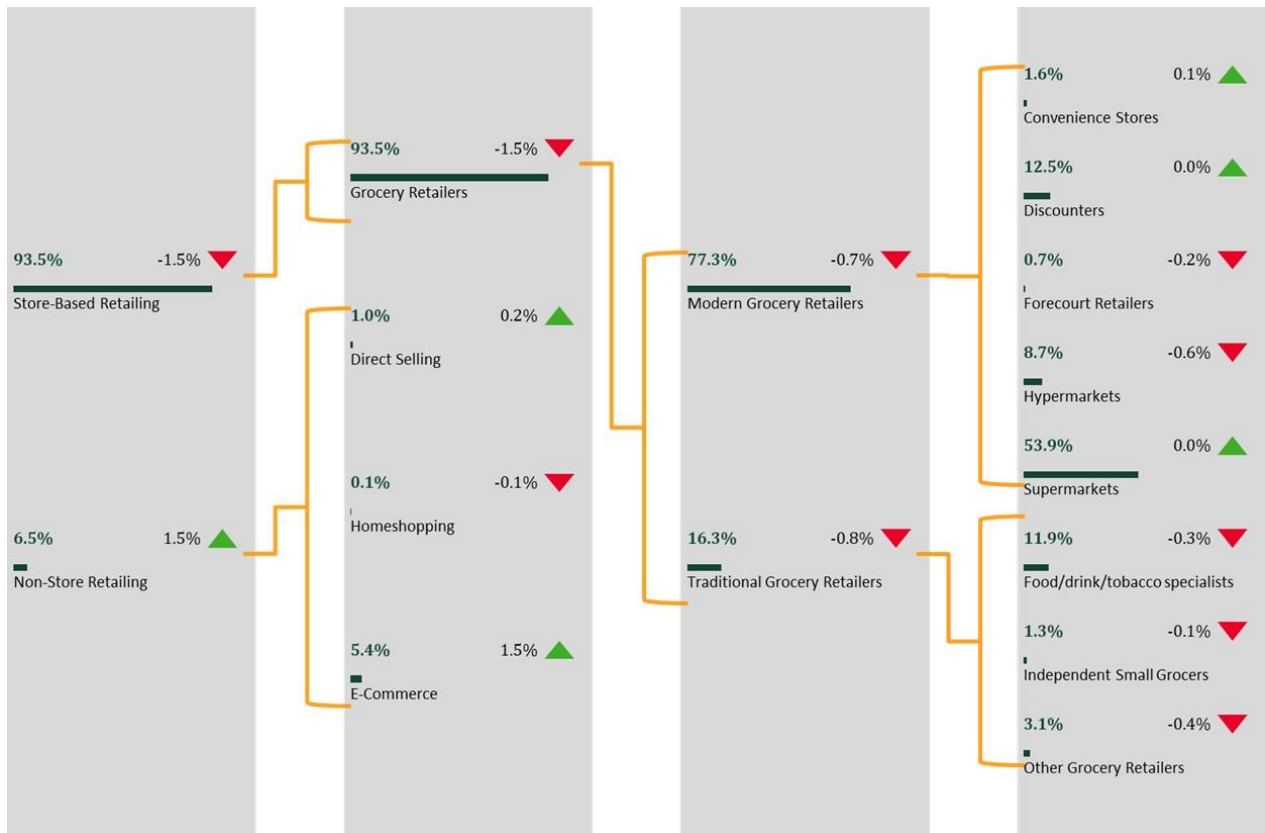 93.5% -1.5%
Store-Based Retailing
6.5% 1.5%
Non-Store Retailing
93.5% -1.5%
Grocery Retailers
1.0% 0.2%
Direct Selling
0.1% -0.1%
Homeshopping
5.4% 1.5%
E-Commerce
77.3% -0.7%
Modern Grocery Retailers
16.3% -0.8%
Traditional Grocery Retailers
1.6% 0.1%
Convenience Stores
12.5% 0.0%
Discounters
0.7% -0.2%
Forecourt Retailers
8.7% -0.6%
Hypermarkets
53.9% 0.0%
Supermarkets
11.9% -0.3%
Food/drink/tobacco specialists
1.3% -0.1%
Independent Small Grocers
3.1% -0.4%
Other Grocery Retailers